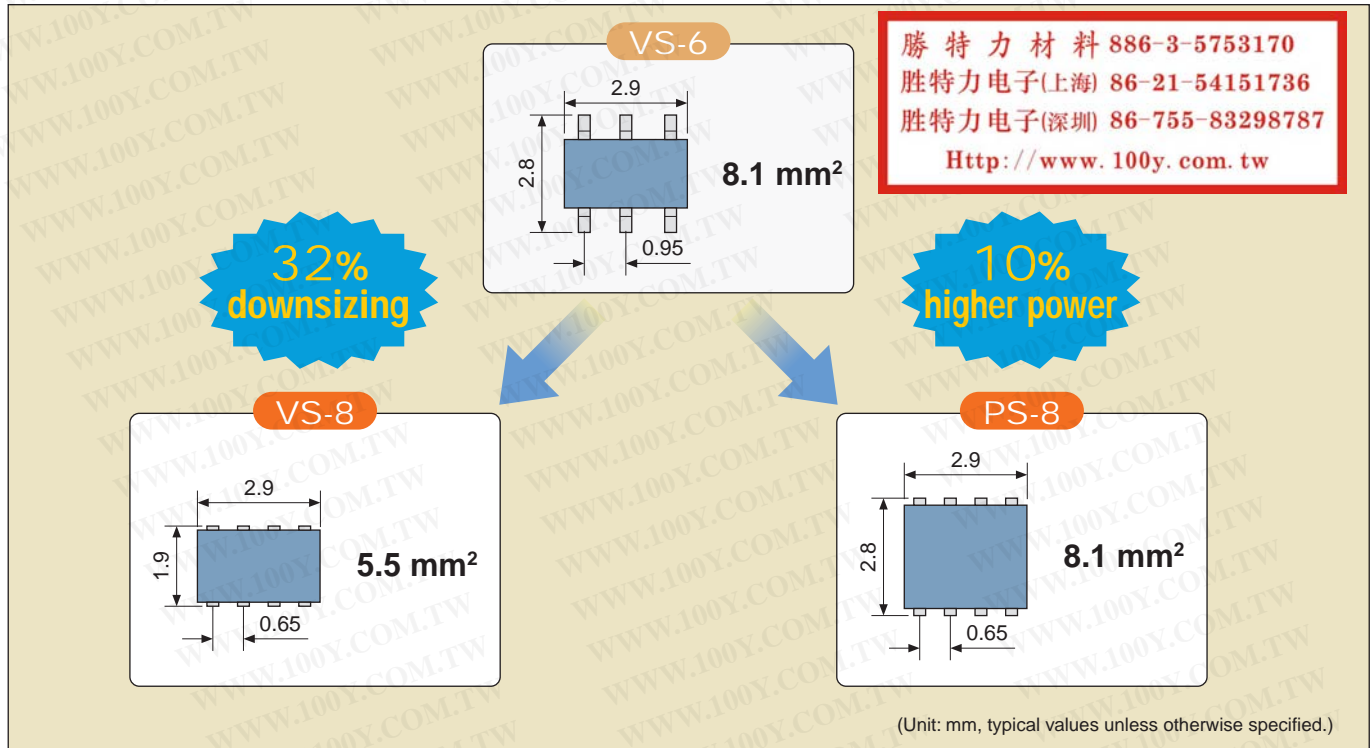 VS-6
2.9
2.8
0.95
8.1 mm²
勝特力材料 886-3-5753170
胜特力电子(上海) 86-21-54151736
胜特力电子(深圳) 86-755-83298787
Http://www.100y.com.tw
32%
downsizing
10%
higher power
VS-8
2.9
1.9
0.65
5.5 mm²
PS-8
2.9
2.8
0.65
8.1 mm²
(Unit: mm, typical values unless otherwise specified.)
WWW.100Y.COM.TW